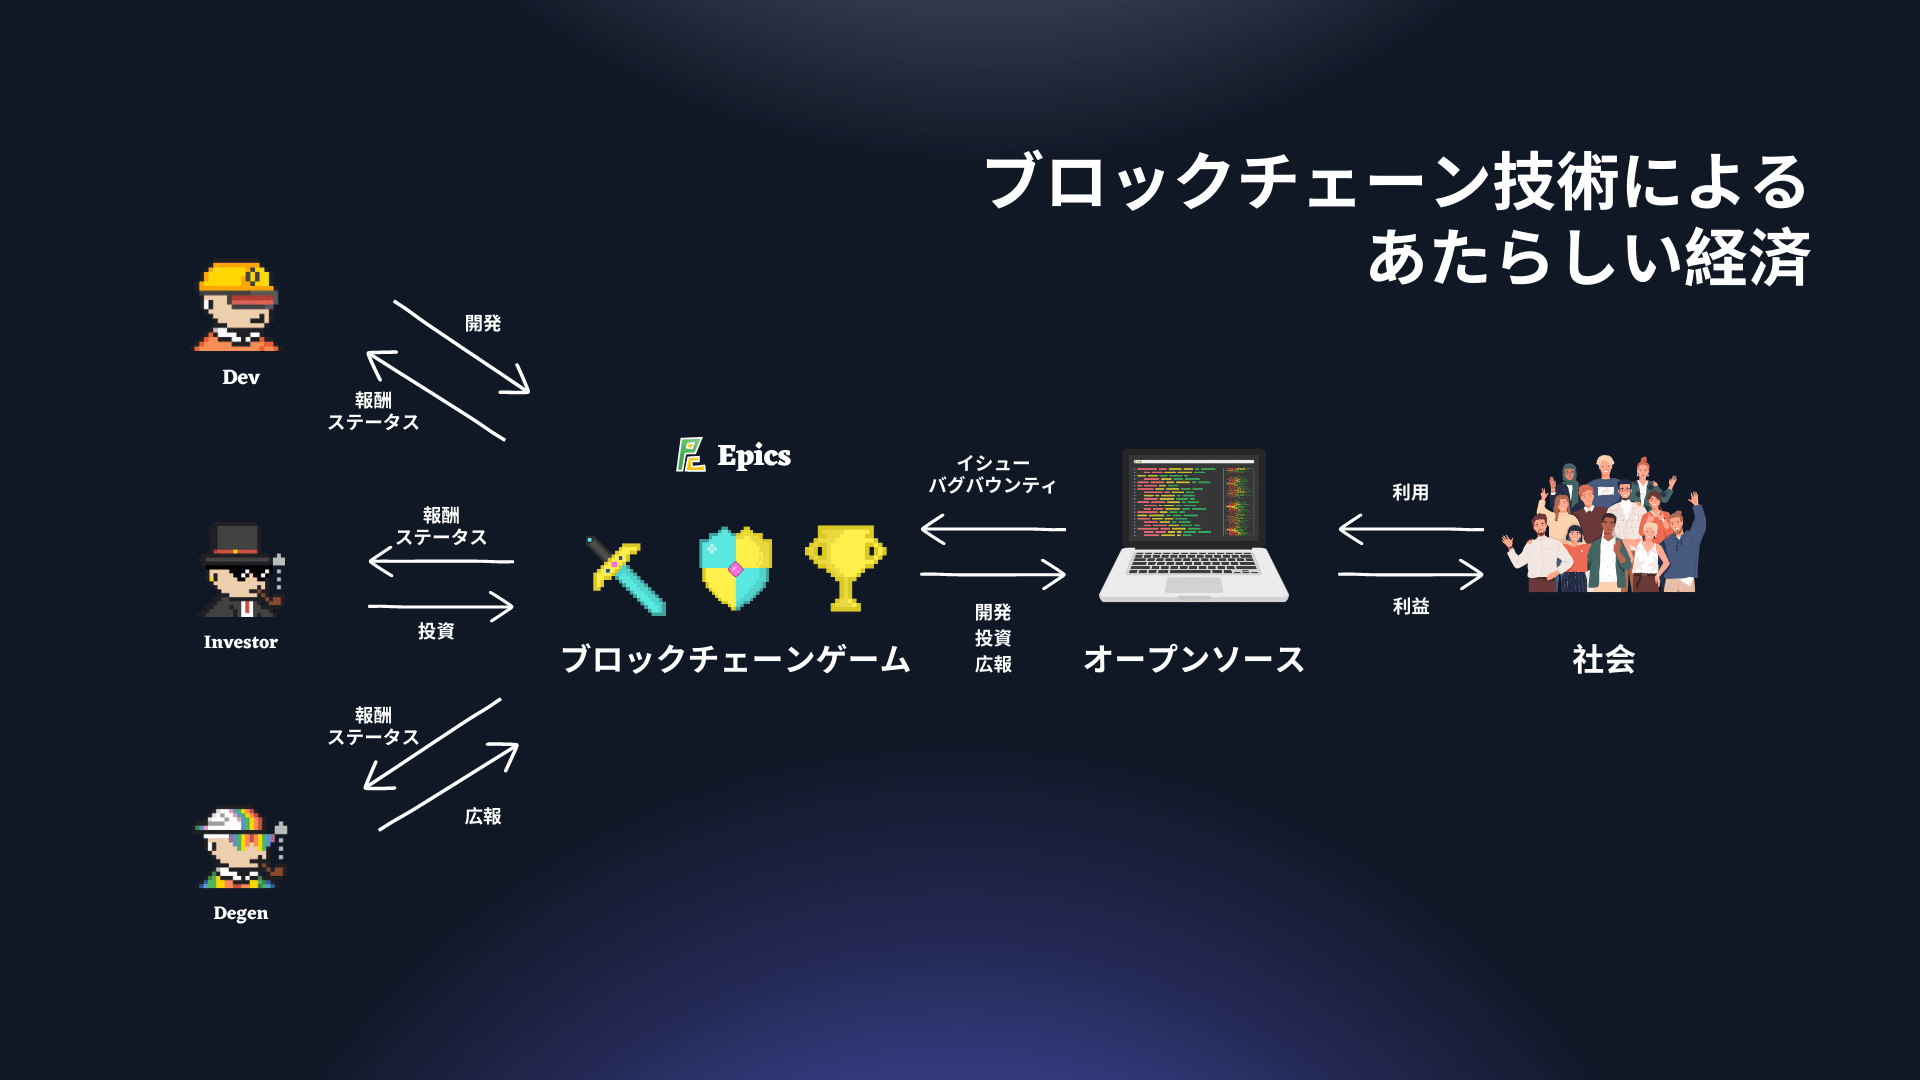 ブロックチェーン技術による
あたらしい経済
開発
Dev
報酬
ステータス
Epics
イシュー
バグバウンティ
利用
報酬
ステータス
Investor
投資
開発
投資
広報
利益
ブロックチェーンゲーム
オープンソース
社会
報酬
ステータス
広報
Degen